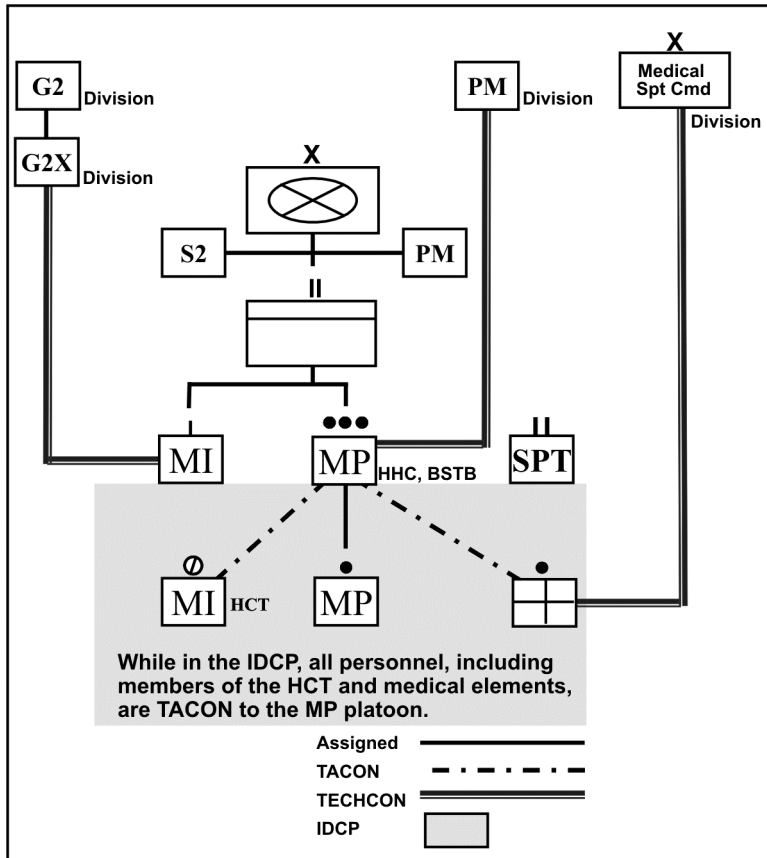 X
G2
Division
PM
Division
Medical
Spt Cmd
Division
G2X
Division
X
S2
PM
II
MI
MP
HHC, BSTB
II
SPT
MI
HCT
MP
While in the IDCP, all personnel, including
members of the HCT and medical elements,
are TACON to the MP platoon.
Assigned
TACON
TECHCON
IDCP